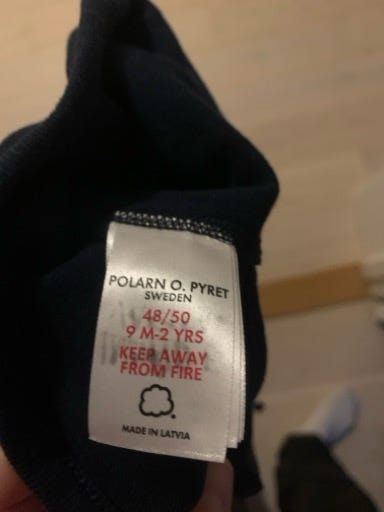 POLARN O. PYRET
SWEDEN
48/50
9 M-2 YRS
KEEP AWAY
FROM FIRE
MADE IN LATVIA